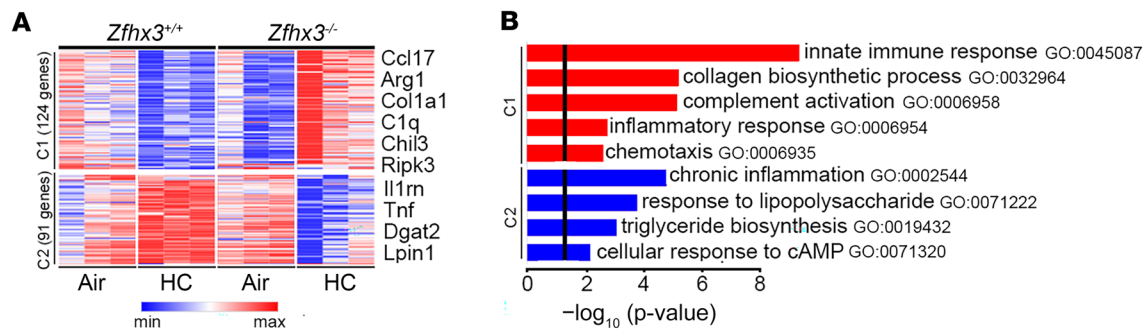 A
Zfhx3+/+ Zfhx3-/-
C1 (124 genes)
C2 (91 genes)
Ccl17
Arg1
Col1a1
C1q
Chil3
Ripk3
Il1rn
Tnf
Dgat2
Lpin1
Air HC Air HC
min max
B
C1
C2
innate immune response GO:0045087
collagen biosynthetic process GO:0032964
complement activation GO:0006958
inflammatory response GO:0006954
chemotaxis GO:0006935
chronic inflammation GO:0002544
response to lipopolysaccharide GO:0071222
triglyceride biosynthesis GO:0019432
cellular response to cAMP GO:0071320
0 2 4 6 8
−log10 (p-value)